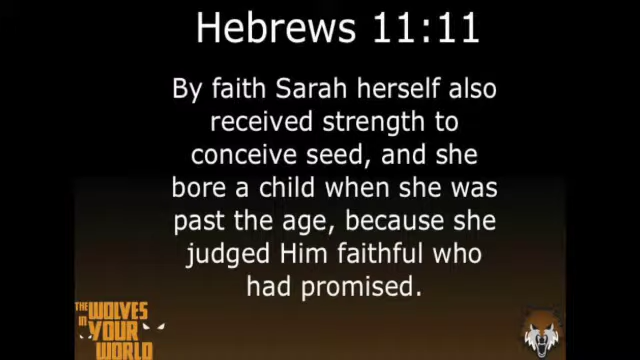 Hebrews 11:11
By faith Sarah herself also
received strength to
conceive seed, and she
bore a child when she was
past the age, because she
judged Him faithful who
had promised.
THE WOLVES
IN YOUR
WORLD